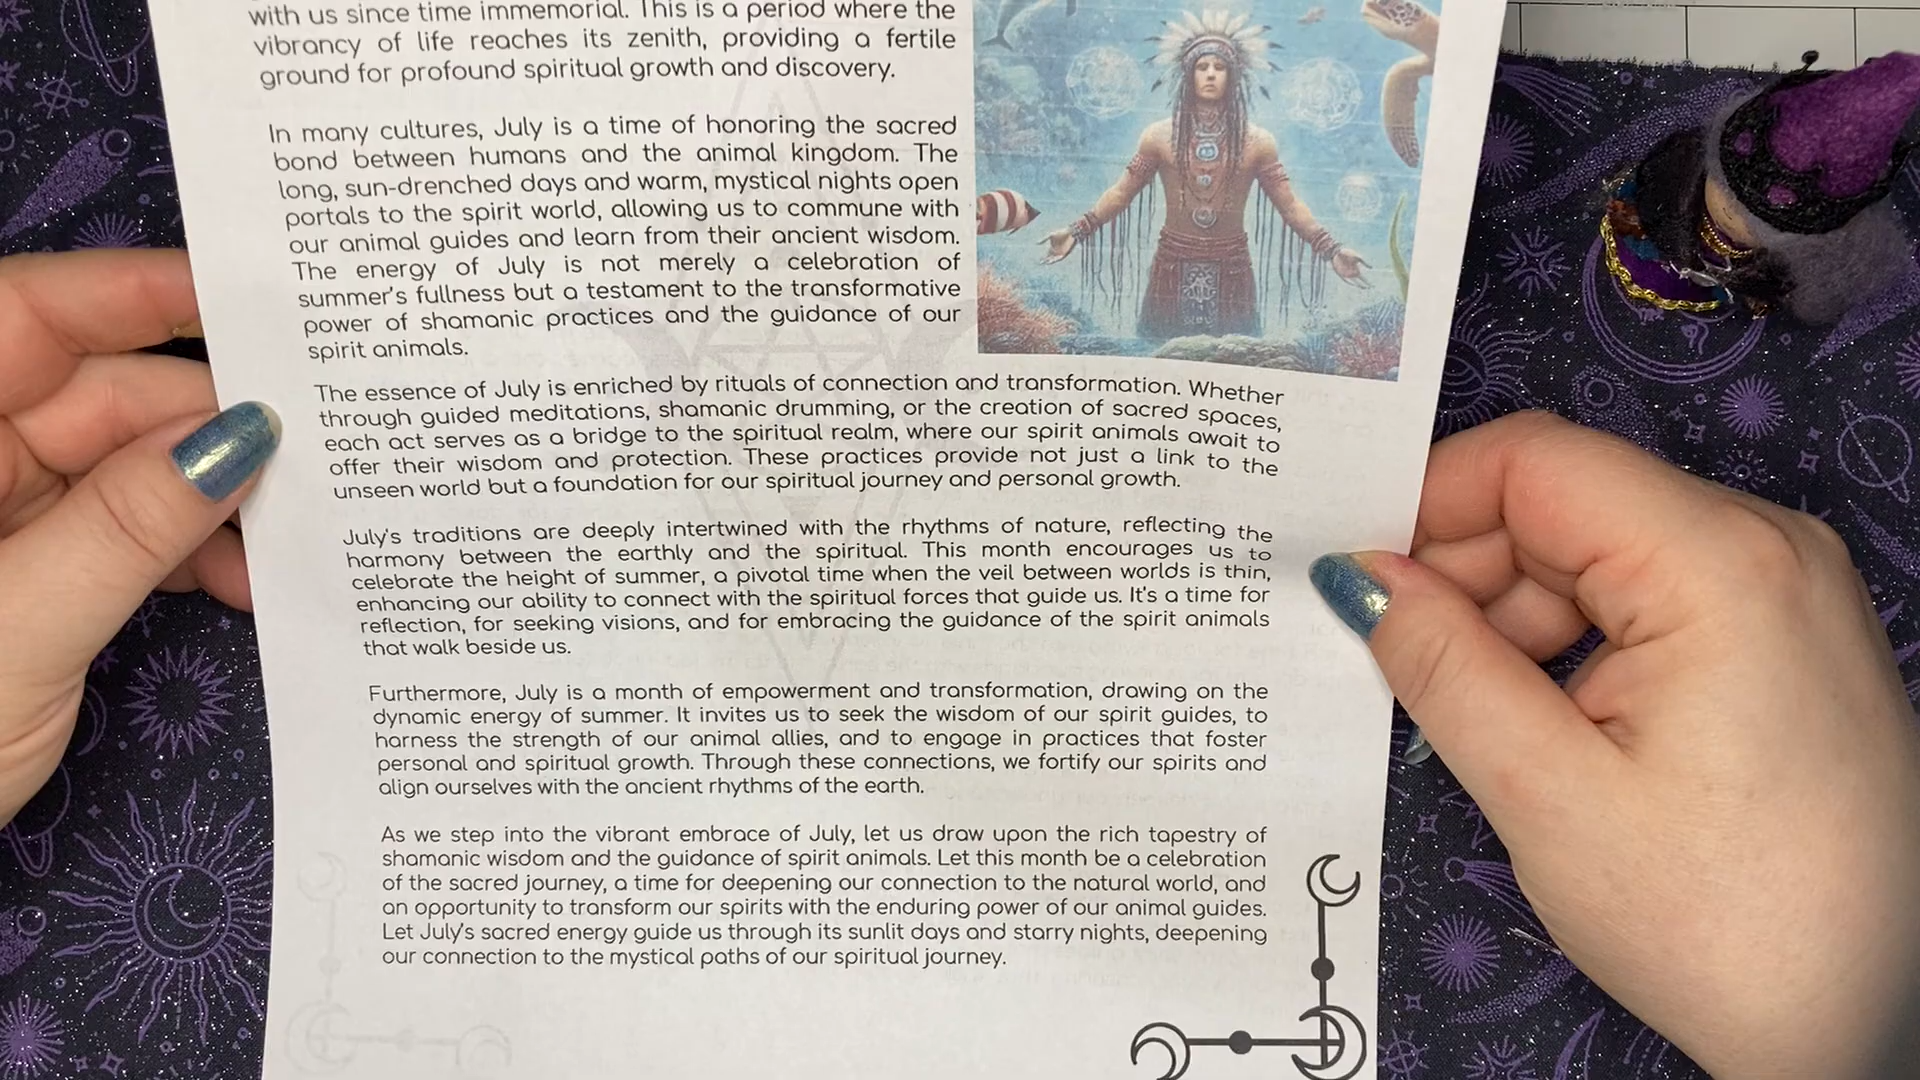 with us since time immemorial. This is a period where the
vibrancy of life reaches its zenith, providing a fertile
ground for profound spiritual growth and discovery.
In many cultures, July is a time of honoring the sacred
bond between humans and the animal kingdom. The
long, sun-drenched days and warm, mystical nights open
portals to the spirit world, allowing us to commune with
our animal guides and learn from their ancient wisdom.
The energy of July is not merely a celebration of
summer's fullness but a testament to the transformative
power of shamanic practices and the guidance of our
spirit animals.
The essence of July is enriched by rituals of connection and transformation. Whether
through guided meditations, shamanic drumming, or the creation of sacred spaces,
each act serves as a bridge to the spiritual realm, where our spirit animals await to
offer their wisdom and protection. These practices provide not just a link to the
unseen world but a foundation for our spiritual journey and personal growth.
July's traditions are deeply intertwined with the rhythms of nature, reflecting the
harmony between the earthly and the spiritual. This month encourages us to
celebrate the height of summer, a pivotal time when the veil between worlds is thin,
enhancing our ability to connect with the spiritual forces that guide us. It's a time for
reflection, for seeking visions, and for embracing the guidance of the spirit animals
that walk beside us.
Furthermore, July is a month of empowerment and transformation, drawing on the
dynamic energy of summer. It invites us to seek the wisdom of our spirit guides, to
harness the strength of our animal allies, and to engage in practices that foster
personal and spiritual growth. Through these connections, we fortify our spirits and
align ourselves with the ancient rhythms of the earth.
As we step into the vibrant embrace of July, let us draw upon the rich tapestry of
shamanic wisdom and the guidance of spirit animals. Let this month be a celebration
of the sacred journey, a time for deepening our connection to the natural world, and
an opportunity to transform our spirits with the enduring power of our animal guides.
Let July's sacred energy guide us through its sunlit days and starry nights, deepening
our connection to the mystical paths of our spiritual journey.